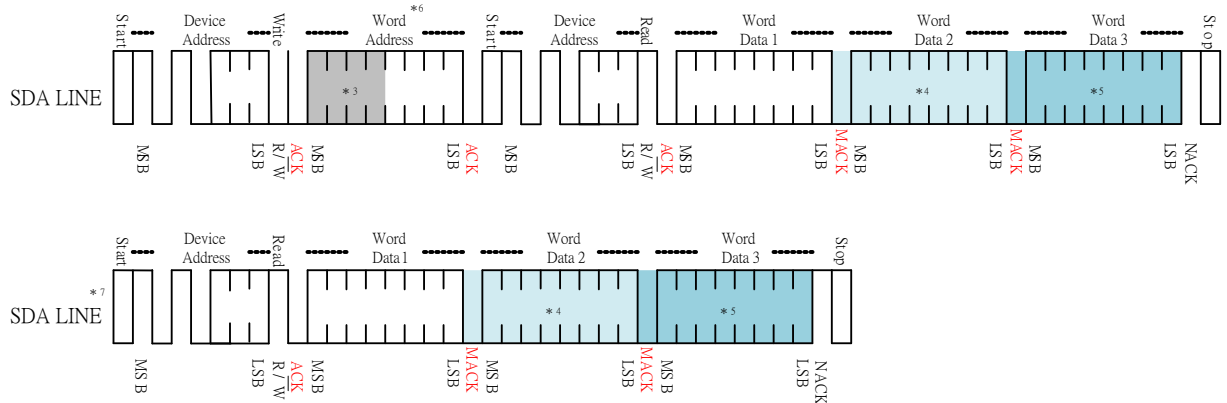 *6
Start Device Address Write Word Address Start Device Address Read Word Data 1 Word Data 2 Word Data 3 Stop
SDA LINE *3 *4 *5
MSB LSB R/W ACK MSB LSB ACK MSB LSB R/W ACK MSB LSB MACK MSB LSB MACK MSB LSB NACK
Start Device Address Read Word Data1 Word Data 2 Word Data 3 Stop
*7
SDA LINE *4 *5
MSB LSB R/W ACK MSB LSB MACK MSB LSB MACK MSB LSB NACK